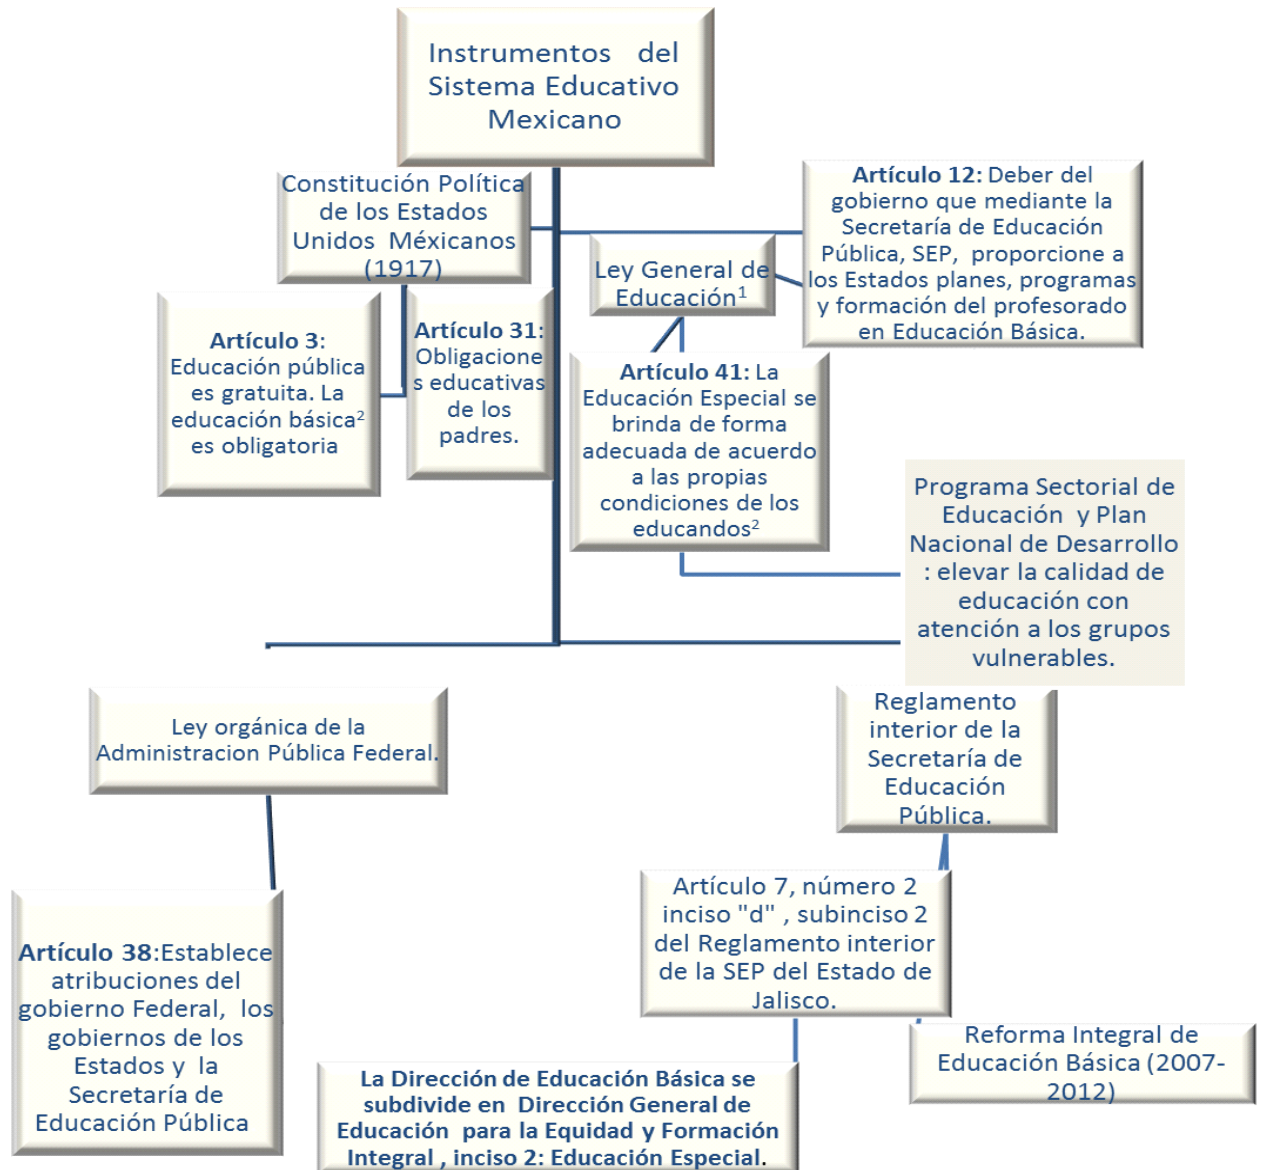 Instrumentos del
Sistema Educativo
Mexicano
Constitución Política
de los Estados
Unidos Méxicanos
(1917)
Artículo 12: Deber del
gobierno que mediante la
Secretaría de Educación
Pública, SEP, proporcione a
los Estados planes, programas
y formación del profesorado
en Educación Básica.
Ley General de
Educación1
Artículo 3:
Educación pública
es gratuita. La
educación básica2
es obligatoria
Artículo 31:
Obligacione
s educativas
de los
padres.
Artículo 41: La
Educación Especial se
brinda de forma
adecuada de acuerdo
a las propias
condiciones de los
educandos2
Programa Sectorial de
Educación y Plan
Nacional de Desarrollo
: elevar la calidad de
educación con
atención a los grupos
vulnerables.
Ley orgánica de la
Administracion Pública Federal.
Reglamento
interior de la
Secretaría de
Educación
Pública.
Artículo 38:Establece
atribuciones del
gobierno Federal, los
gobiernos de los
Estados y la
Secretaría de
Educación Pública
Artículo 7, número 2
inciso "d" , subinciso 2
del Reglamento interior
de la SEP del Estado de
Jalisco.
Reforma Integral de
Educación Básica (2007-
2012)
La Dirección de Educación Básica se
subdivide en Dirección General de
Educación para la Equidad y Formación
Integral , inciso 2: Educación Especial.